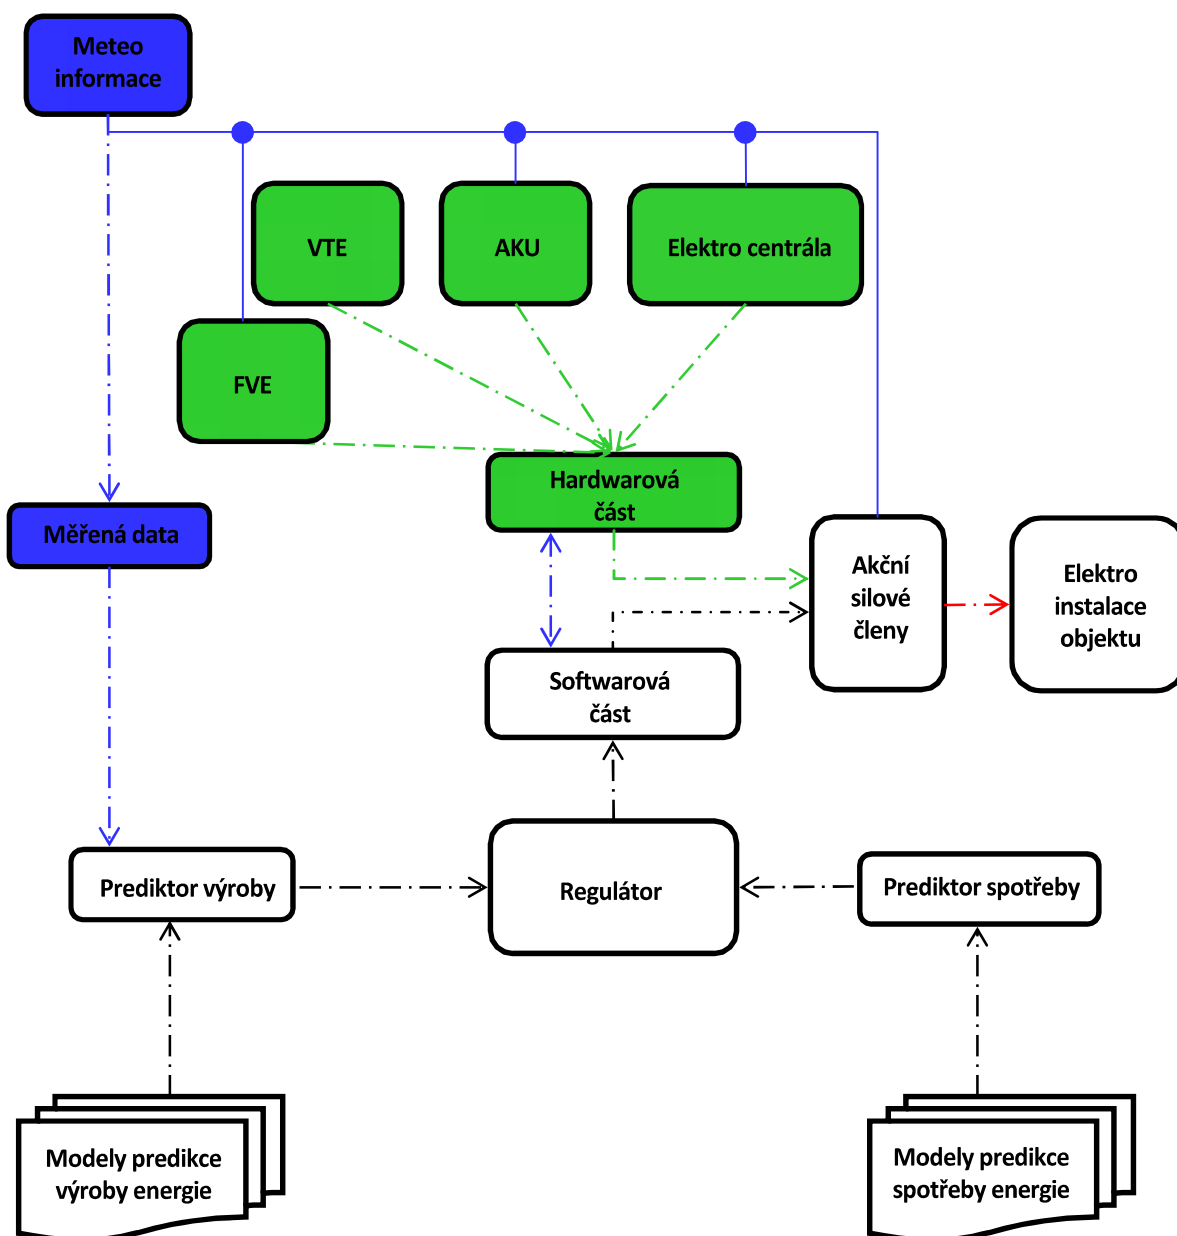 Meteo
informace
VTE
AKU
Elektro centrála
FVE
Hardwarová
část
Měřená data
Akční
silové
členy
Elektro
instalace
objektu
Softwarová
část
Prediktor výroby
Regulátor
Prediktor spotřeby
Modely predikce
výroby energie
Modely predikce
spotřeby energie